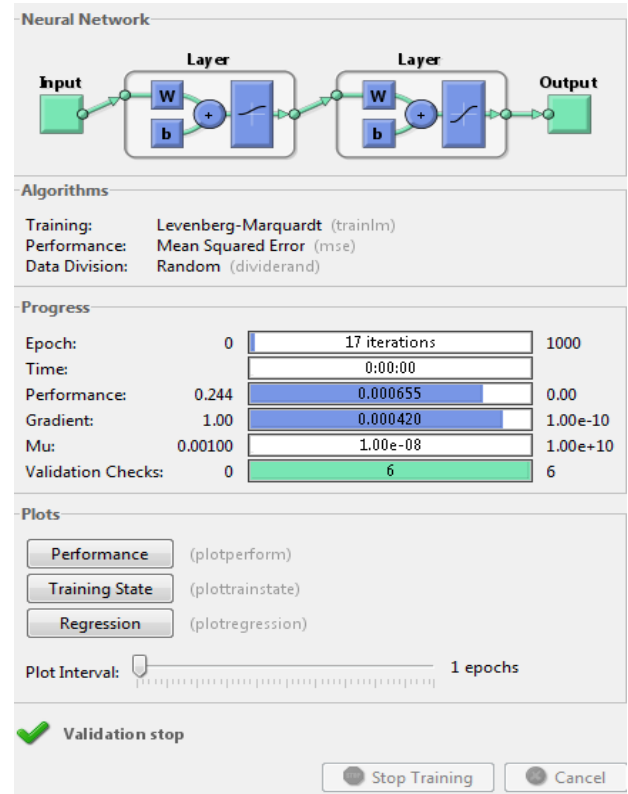 Neural Network
Layer Layer
Input Output
W W
+ +
b b
Algorithms
Training: Levenberg-Marquardt (trainlm)
Performance: Mean Squared Error (mse)
Data Division: Random (dividerand)
Progress
Epoch: 0 17 iterations 1000
Time: 0:00:00
Performance: 0.244 0.000655 0.00
Gradient: 1.00 0.000420 1.00e-10
Mu: 0.00100 1.00e-08 1.00e+10
Validation Checks: 0 6 6
Plots
Performance (plotperform)
Training State (plottrainstate)
Regression (plotregression)
Plot Interval: 1 epochs
Validation stop
Stop Training Cancel